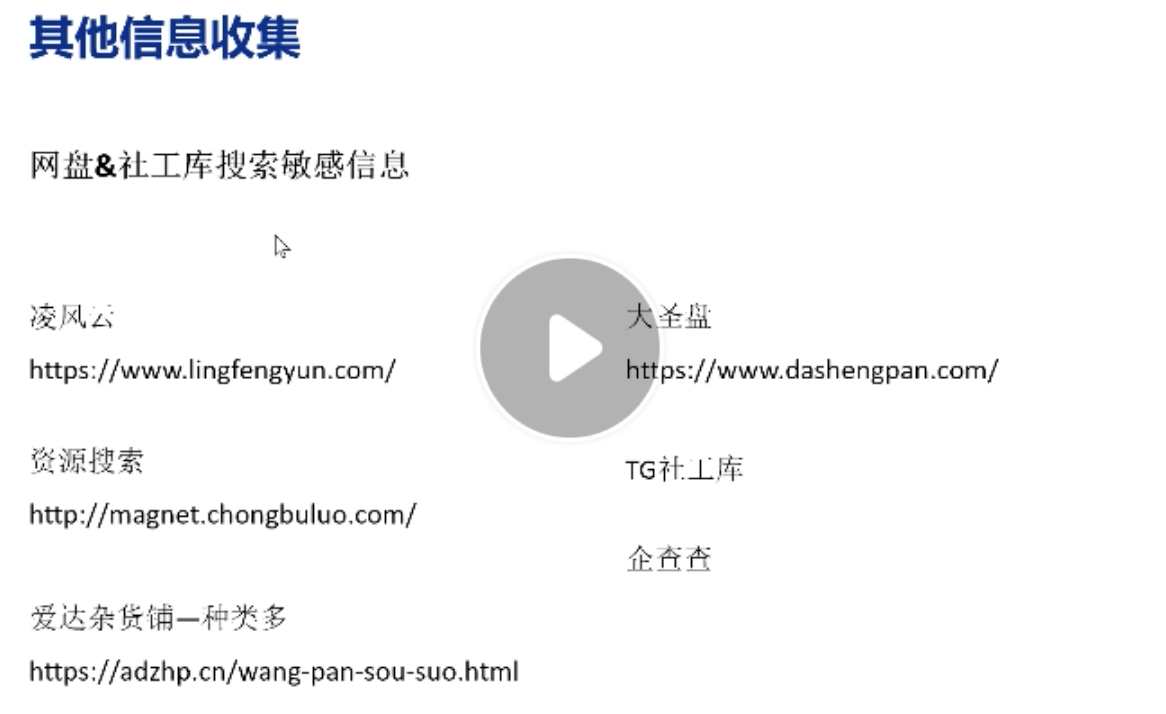 其他信息收集
网盘&社工库搜索敏感信息
凌风云
https://www.lingfengyun.com/
资源搜索
http://magnet.chongbuluo.com/
爱达杂货铺—种类多
https://adzhp.cn/wang-pan-sou-suo.html
大圣盘
https://www.dashengpan.com/
TG社工库
企查查